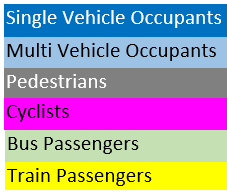 Single Vehicle Occupants
Multi Vehicle Occupants
Pedestrians
Cyclists
Bus Passengers
Train Passengers